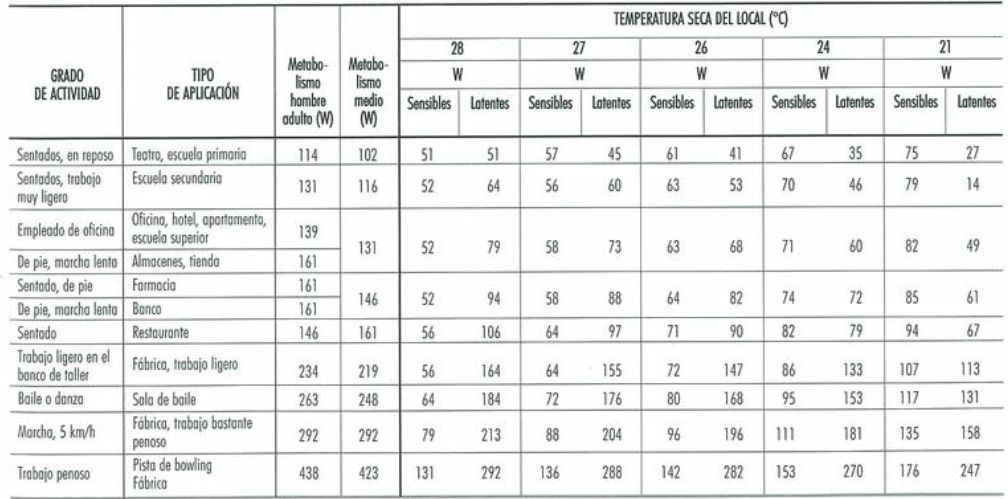 TEMPERATURA SECA DEL LOCAL (°C)
GRADO DE ACTIVIDAD | TIPO DE APLICACIÓN | Metabo-lismo hombre adulto (W) | Metabo-lismo medio (W) | 28 | 27 | 26 | 24 | 21
W | W | W | W | W
Sensibles | Latentes | Sensibles | Latentes | Sensibles | Latentes | Sensibles | Latentes | Sensibles | Latentes
Sentados, en reposo | Teatro, escuela primaria | 114 | 102 | 51 | 51 | 57 | 45 | 61 | 41 | 67 | 35 | 75 | 27
Sentados, trabajo muy ligero | Escuela secundaria | 131 | 116 | 52 | 64 | 56 | 60 | 63 | 53 | 70 | 46 | 79 | 14
Empleado de oficina | Oficina, hotel, apartamento, escuela superior | 139 | 131 | 52 | 79 | 58 | 73 | 63 | 68 | 71 | 60 | 82 | 49
De pie, marcha lenta | Almacenes, tienda | 161
Sentado, de pie | Farmacia | 161 | 146 | 52 | 94 | 58 | 88 | 64 | 82 | 74 | 72 | 85 | 61
De pie, marcha lenta | Banco | 161
Sentado | Restaurante | 146 | 161 | 56 | 106 | 64 | 97 | 71 | 90 | 82 | 79 | 94 | 67
Trabajo ligero en el banco de taller | Fábrica, trabajo ligero | 234 | 219 | 56 | 164 | 64 | 155 | 72 | 147 | 86 | 133 | 107 | 113
Baile o danza | Sala de baile | 263 | 248 | 64 | 184 | 72 | 176 | 80 | 168 | 95 | 153 | 117 | 131
Marcha, 5 km/h | Fábrica, trabajo bastante penoso | 292 | 292 | 79 | 213 | 88 | 204 | 96 | 196 | 111 | 181 | 135 | 158
Trabajo penoso | Pista de bowling Fábrica | 438 | 423 | 131 | 292 | 136 | 288 | 142 | 282 | 153 | 270 | 176 | 247